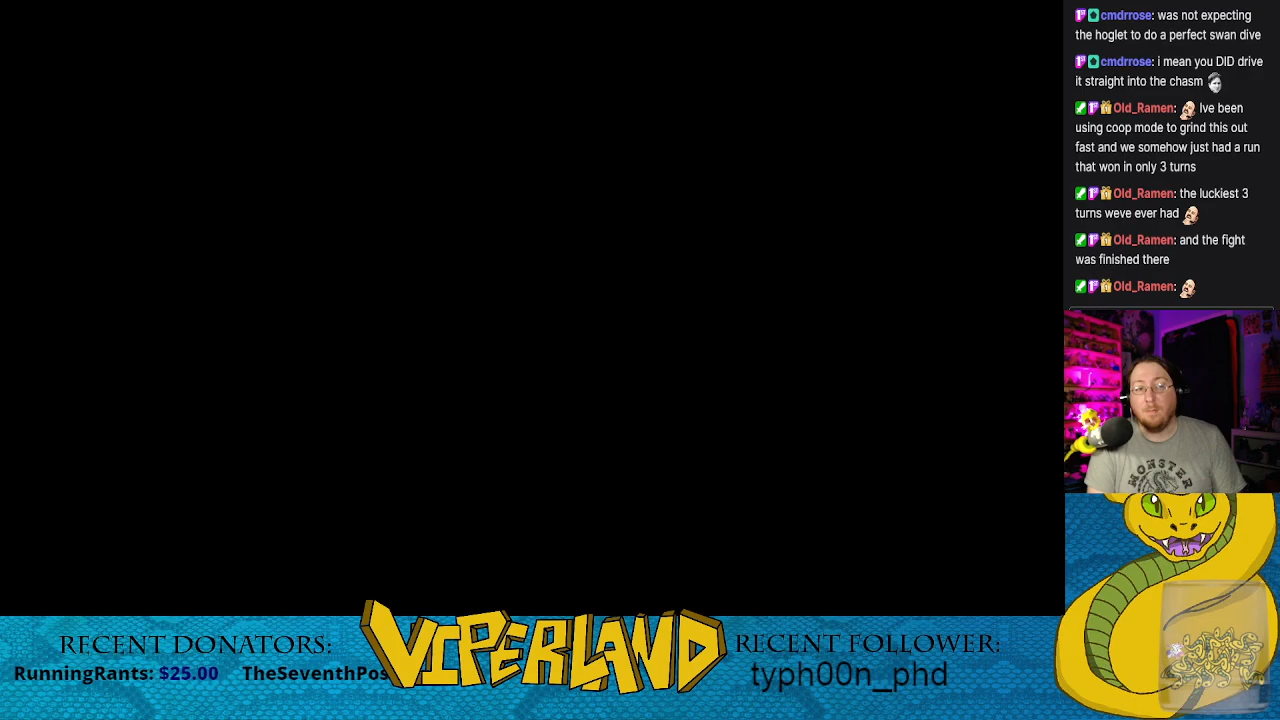 cmdrrose: was not expecting
the hoglet to do a perfect swan dive
cmdrrose: i mean you DID drive
it straight into the chasm
Old_Ramen: Ive been
using coop mode to grind this out
fast and we somehow just had a run
that won in only 3 turns
Old_Ramen: the luckiest 3
turns weve ever had
Old_Ramen: and the fight
was finished there
Old_Ramen:
MONSTER
RECENT DONATORS:
RunningRants: $25.00 TheSeventhPos
VIPERLAND
RECENT FOLLOWER:
typh00n_phd